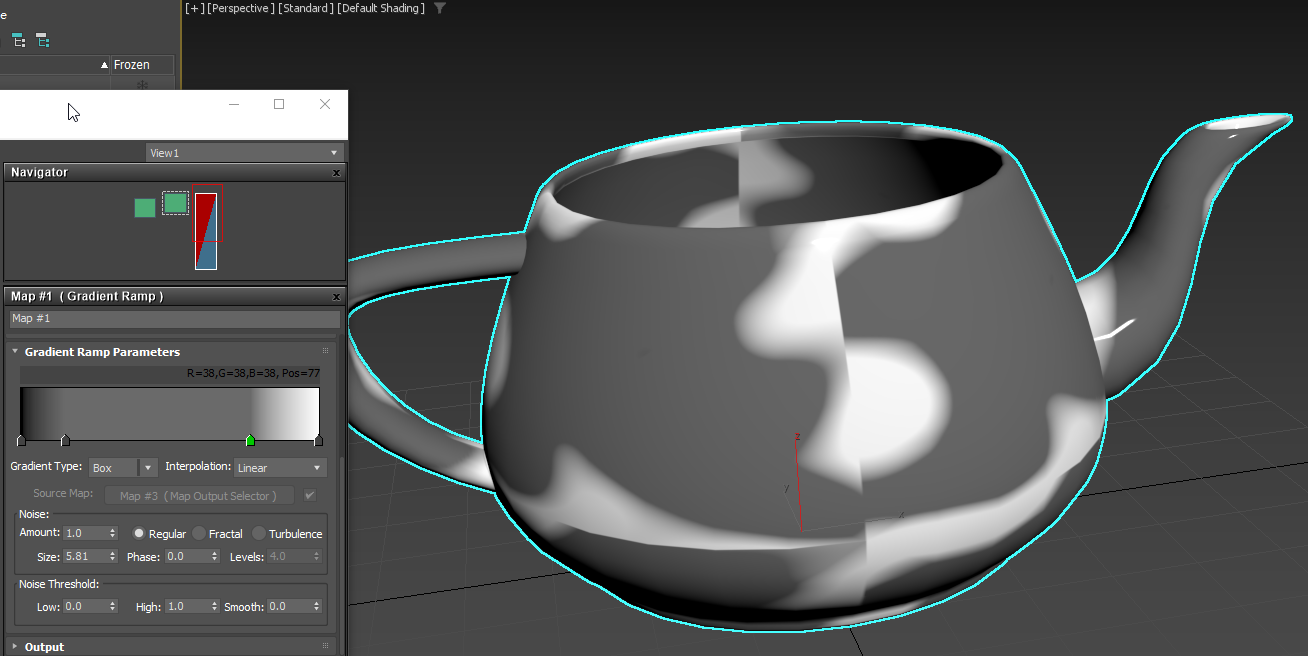 e
[+] [Perspective ] [Standard ] [Default Shading ]
Frozen
View1
Navigator
x
Map #1 ( Gradient Ramp )
x
Map #1
Gradient Ramp Parameters
R=38,G=38,B=38, Pos=77
Gradient Type: Box Interpolation: Linear
Source Map: Map #3 ( Map Output Selector )
Noise:
Amount: 1.0 Regular Fractal Turbulence
Size: 5.81 Phase: 0.0 Levels: 4.0
Noise Threshold:
Low: 0.0 High: 1.0 Smooth: 0.0
Output
z
y